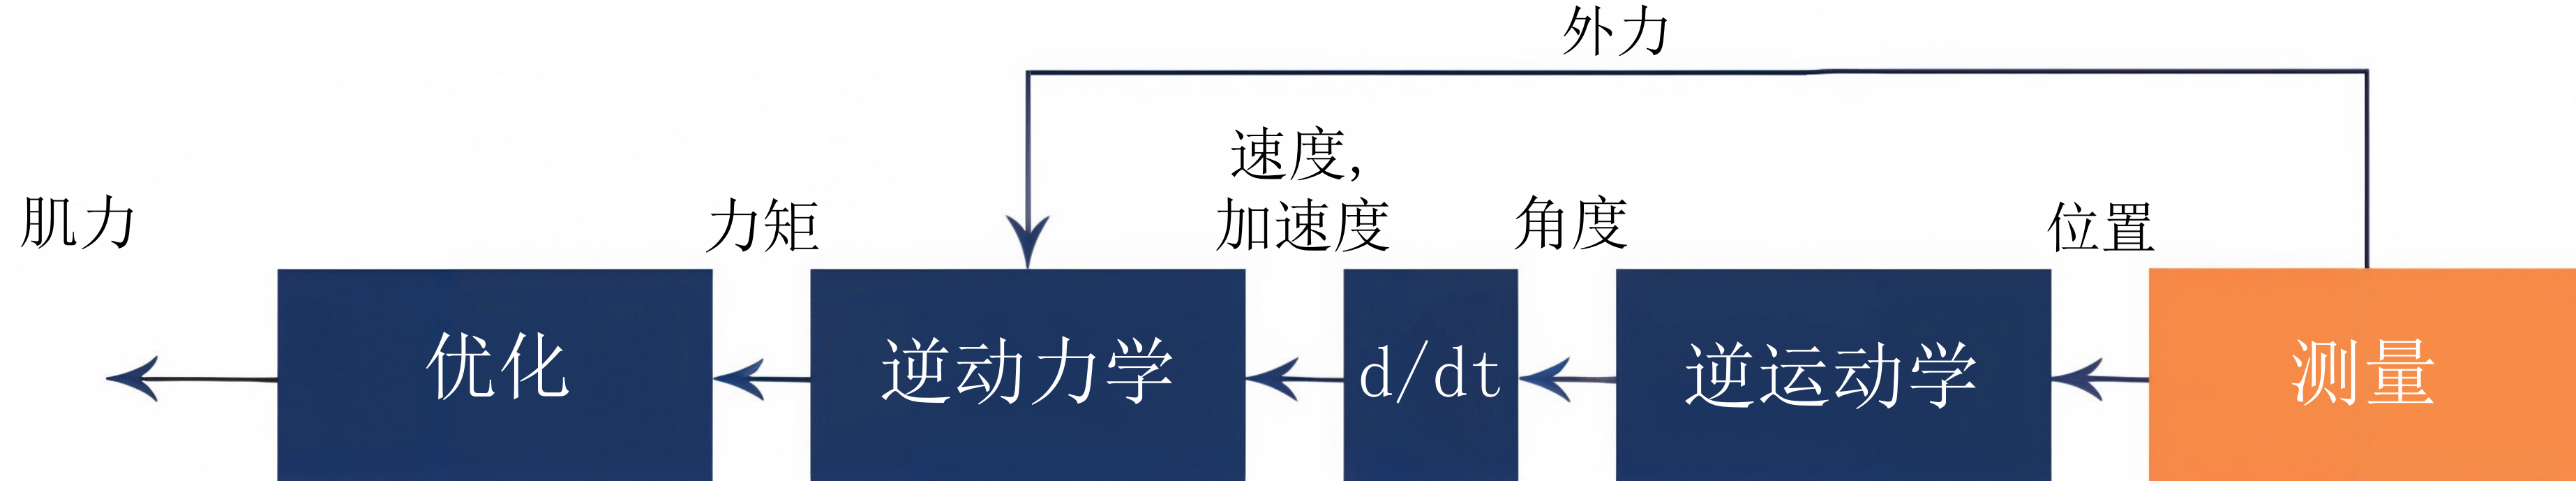 外力
速度,
加速度
肌力
力矩
角度
位置
优化
逆动力学
d/dt
逆运动学
测量